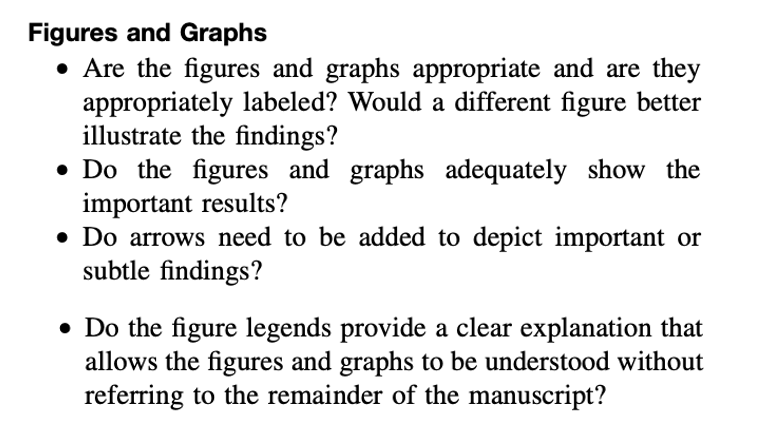 Figures and Graphs
• Are the figures and graphs appropriate and are they
appropriately labeled? Would a different figure better
illustrate the findings?
• Do the figures and graphs adequately show the
important results?
• Do arrows need to be added to depict important or
subtle findings?
• Do the figure legends provide a clear explanation that
allows the figures and graphs to be understood without
referring to the remainder of the manuscript?